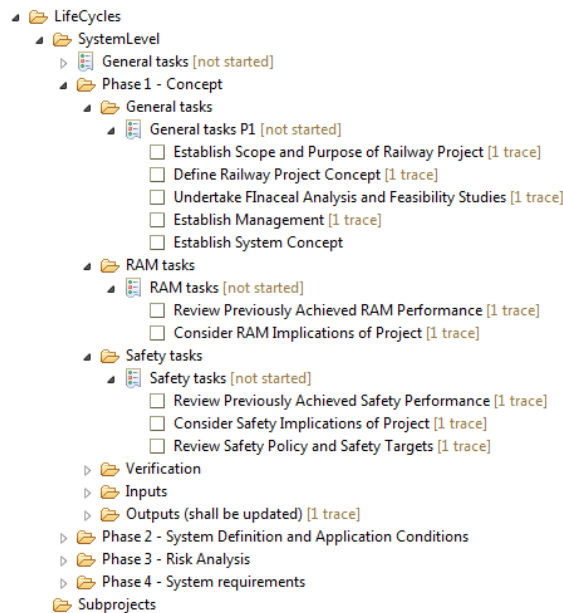 LifeCycles
SystemLevel
General tasks [not started]
Phase 1 - Concept
General tasks
General tasks P1 [not started]
Establish Scope and Purpose of Railway Project [1 trace]
Define Railway Project Concept [1 trace]
Undertake FInaceal Analysis and Feasibility Studies [1 trace]
Establish Management [1 trace]
Establish System Concept
RAM tasks
RAM tasks [not started]
Review Previously Achieved RAM Performance [1 trace]
Consider RAM Implications of Project [1 trace]
Safety tasks
Safety tasks [not started]
Review Previously Achieved Safety Performance [1 trace]
Consider Safety Implications of Project [1 trace]
Review Safety Policy and Safety Targets [1 trace]
Verification
Inputs
Outputs (shall be updated) [1 trace]
Phase 2 - System Definition and Application Conditions
Phase 3 - Risk Analysis
Phase 4 - System requirements
Subprojects